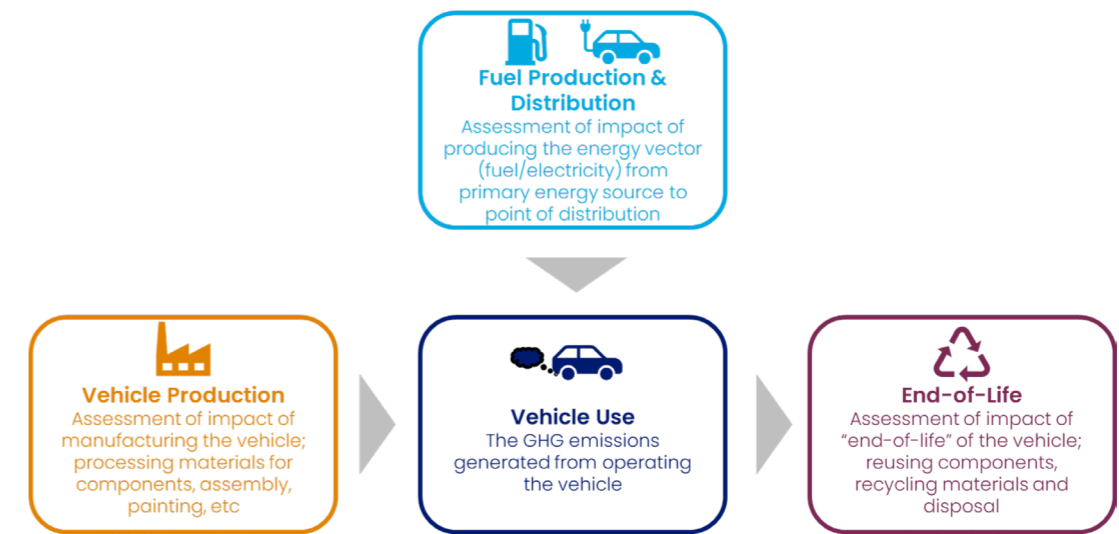 Fuel Production &
Distribution
Assessment of impact of
producing the energy vector
(fuel/electricity) from
primary energy source to
point of distribution
Vehicle Production
Assessment of impact of
manufacturing the vehicle;
processing materials for
components, assembly,
painting, etc
Vehicle Use
The GHG emissions
generated from operating
the vehicle
End-of-Life
Assessment of impact of
“end-of-life” of the vehicle;
reusing components,
recycling materials and
disposal